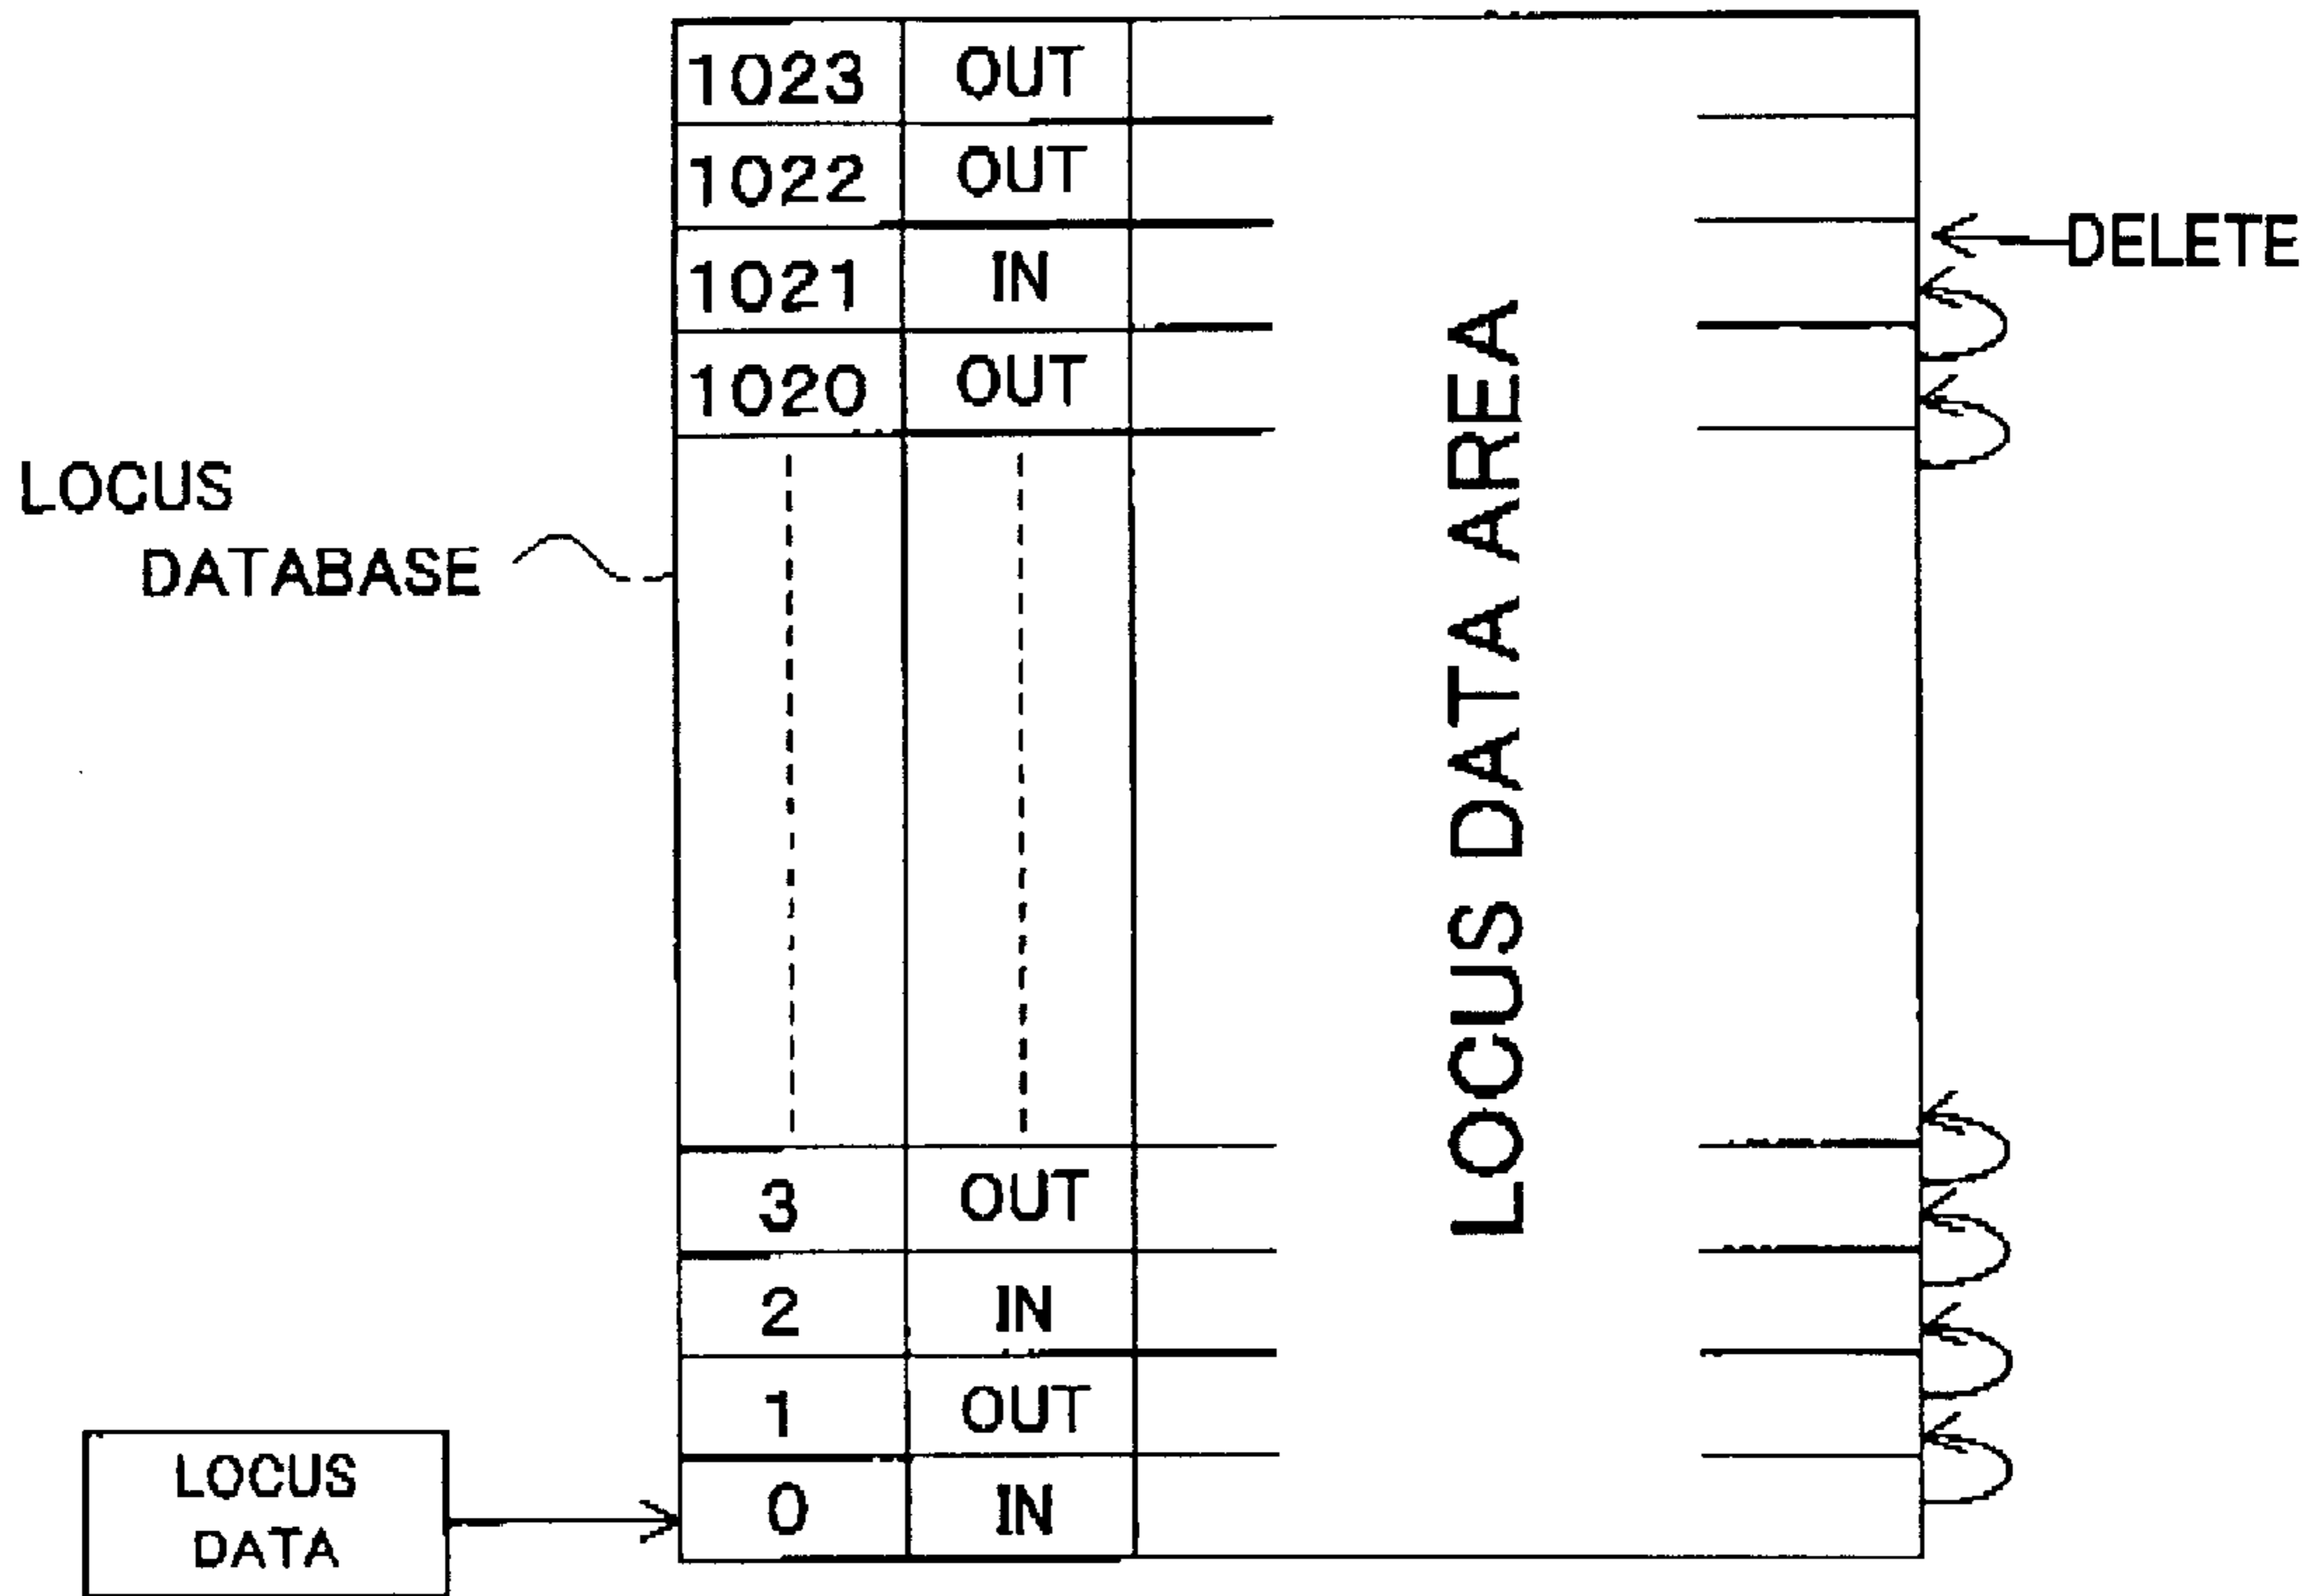 1023 OUT
1022 OUT
DELETE
1021 IN
1020 OUT
LOCUS
DATABASE
LOCUS DATA AREA
3 OUT
2 IN
1 OUT
0 IN
LOCUS
DATA